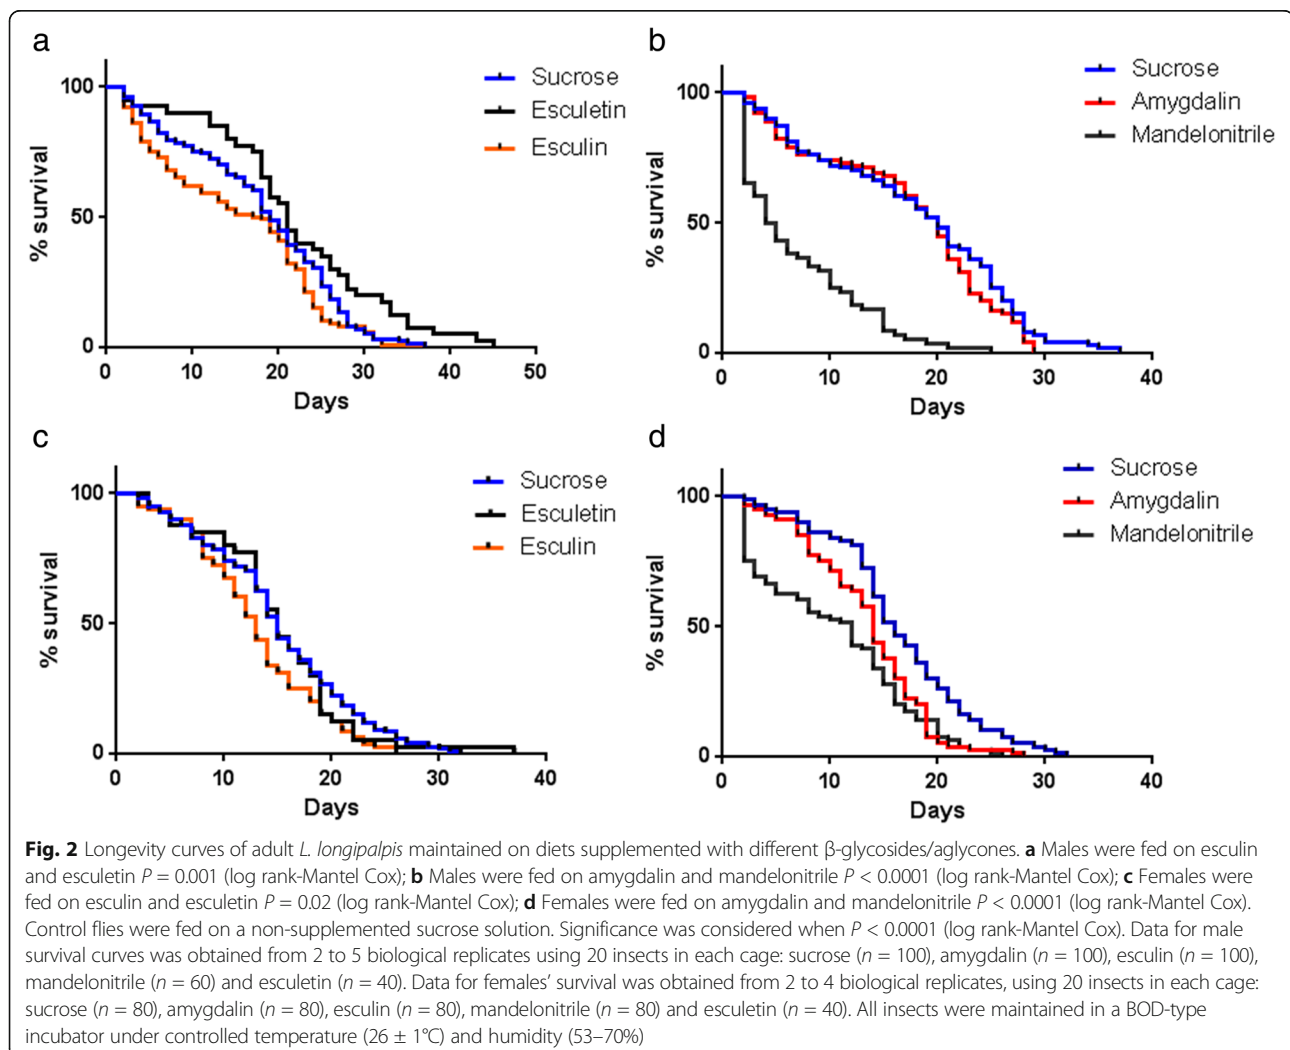 a
% survival
100
50
0
0 10 20 30 40 50
Days
Sucrose
Esculetin
Esculin
b
% survival
100
50
0
0 10 20 30 40
Days
Sucrose
Amygdalin
Mandelonitrile
c
% survival
100
50
0
0 10 20 30 40
Days
Sucrose
Esculetin
Esculin
d
% survival
100
50
0
0 10 20 30 40
Days
Sucrose
Amygdalin
Mandelonitrile
Fig. 2 Longevity curves of adult L. longipalpis maintained on diets supplemented with different β-glycosides/aglycones. a Males were fed on esculin
and esculetin P = 0.001 (log rank-Mantel Cox); b Males were fed on amygdalin and mandelonitrile P < 0.0001 (log rank-Mantel Cox); c Females were
fed on esculin and esculetin P = 0.02 (log rank-Mantel Cox); d Females were fed on amygdalin and mandelonitrile P < 0.0001 (log rank-Mantel Cox).
Control flies were fed on a non-supplemented sucrose solution. Significance was considered when P < 0.0001 (log rank-Mantel Cox). Data for male
survival curves was obtained from 2 to 5 biological replicates using 20 insects in each cage: sucrose (n = 100), amygdalin (n = 100), esculin (n = 100),
mandelonitrile (n = 60) and esculetin (n = 40). Data for females’ survival was obtained from 2 to 4 biological replicates, using 20 insects in each cage:
sucrose (n = 80), amygdalin (n = 80), esculin (n = 80), mandelonitrile (n = 80) and esculetin (n = 40). All insects were maintained in a BOD-type
incubator under controlled temperature (26 ± 1°C) and humidity (53–70%)